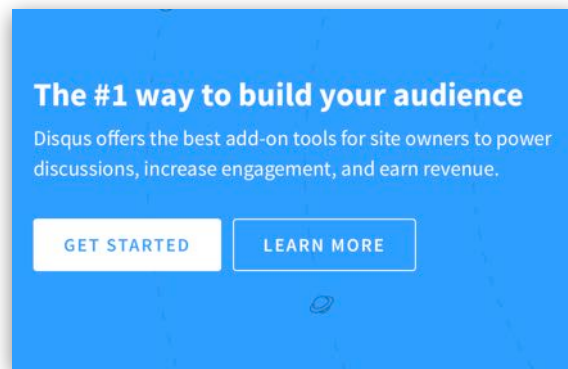 The #1 way to build your audience
Disqus offers the best add-on tools for site owners to power
discussions, increase engagement, and earn revenue.
GET STARTED
LEARN MORE